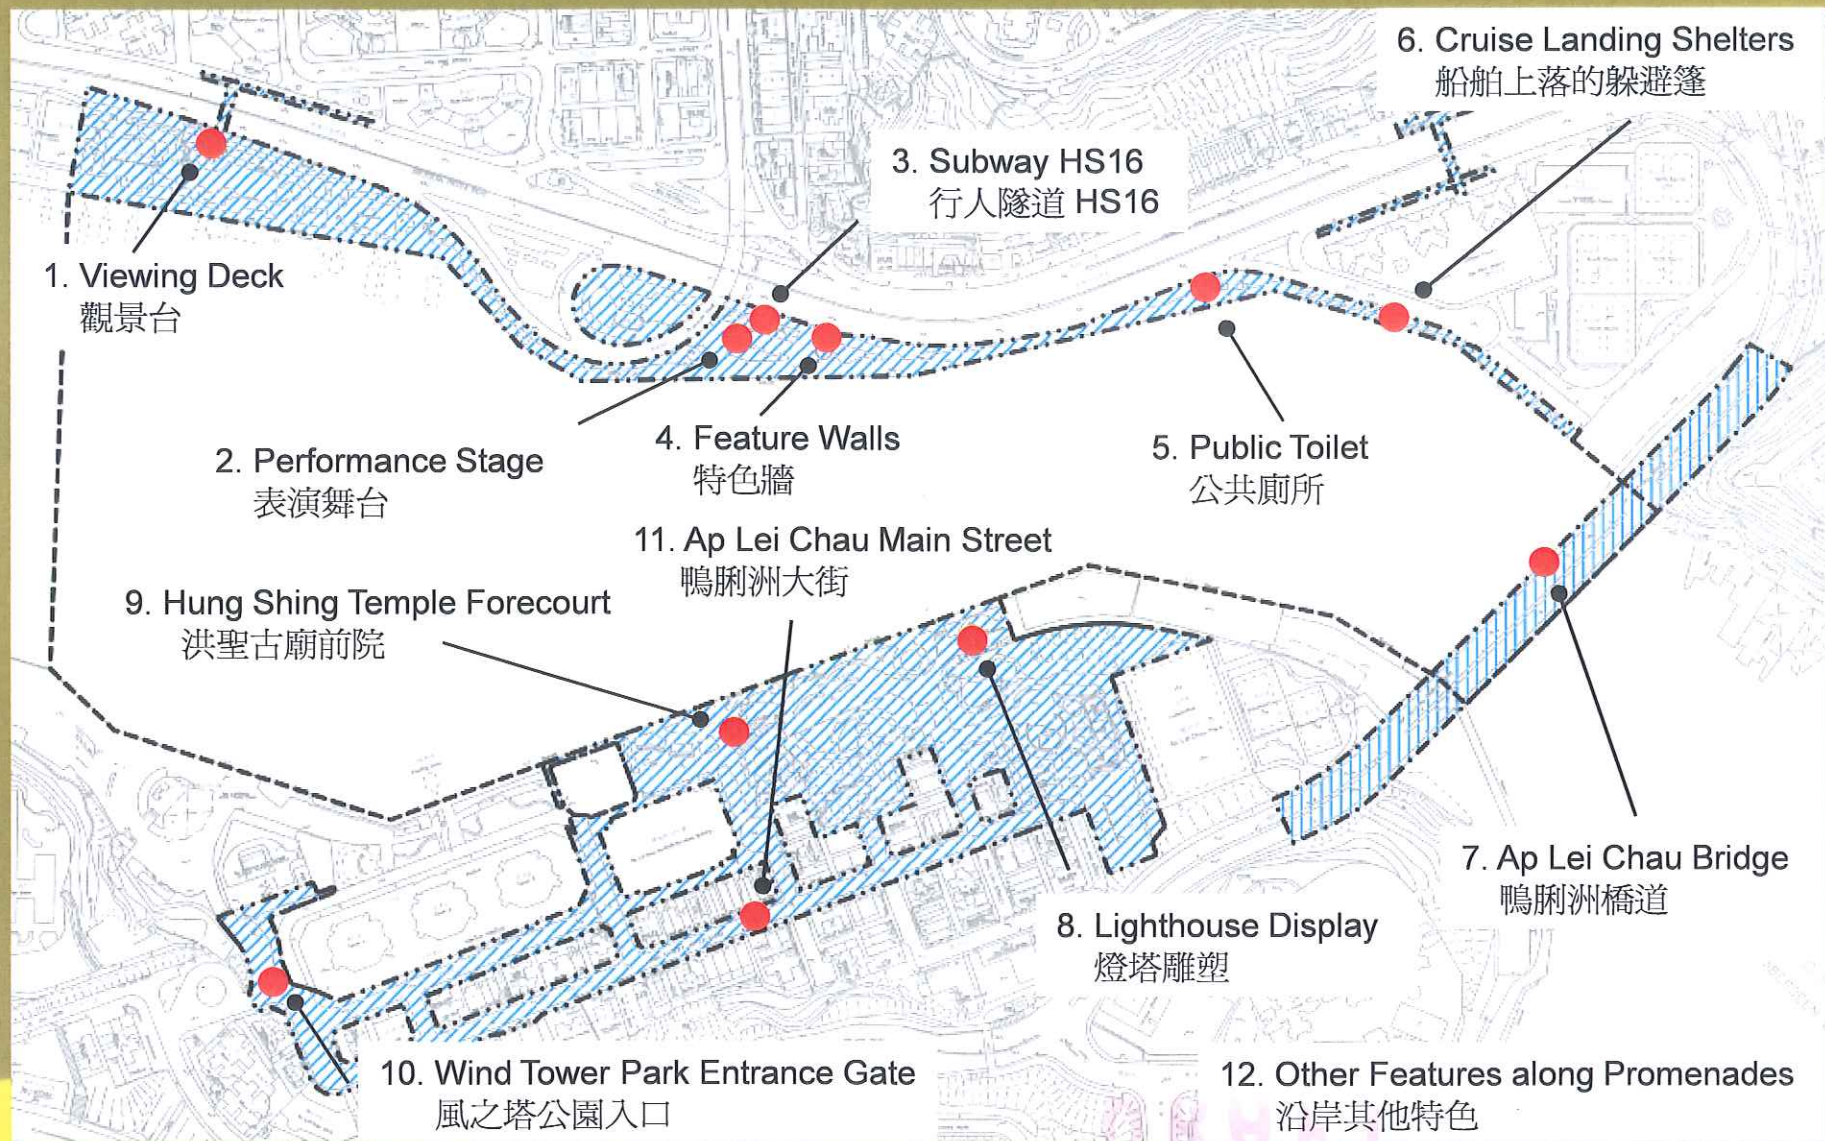 6. Cruise Landing Shelters
船舶上落的躲避篷
3. Subway HS16
行人隧道 HS16
1. Viewing Deck
觀景台
2. Performance Stage
表演舞台
4. Feature Walls
特色牆
5. Public Toilet
公共廁所
11. Ap Lei Chau Main Street
鴨脷洲大街
9. Hung Shing Temple Forecourt
洪聖古廟前院
7. Ap Lei Chau Bridge
鴨脷洲橋道
8. Lighthouse Display
燈塔雕塑
10. Wind Tower Park Entrance Gate
風之塔公園入口
12. Other Features along Promenades
沿岸其他特色